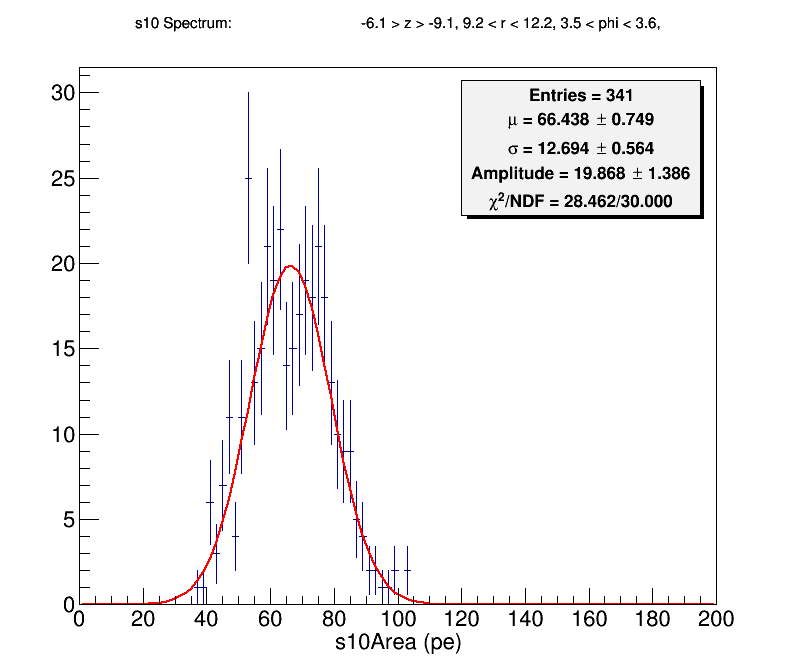 s10 Spectrum: -6.1 > z > -9.1, 9.2 < r < 12.2, 3.5 < phi < 3.6,
Entries = 341
μ = 66.438 ± 0.749
σ = 12.694 ± 0.564
Amplitude = 19.868 ± 1.386
χ²/NDF = 28.462/30.000
30
25
20
15
10
5
0
0 20 40 60 80 100 120 140 160 180 200
s10Area (pe)